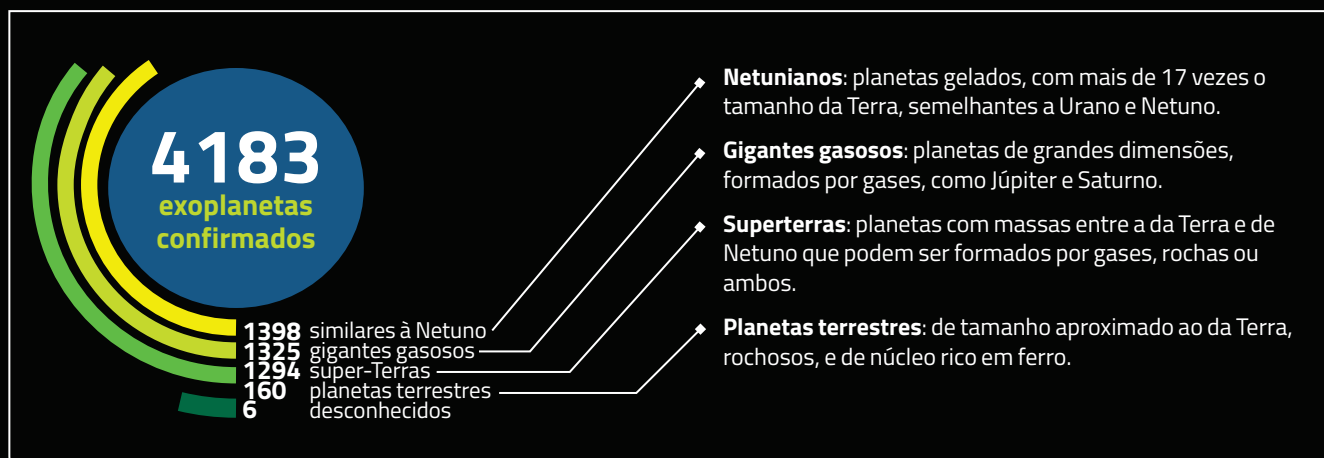 4183
exoplanetas
confirmados
1398 similares à Netuno
1325 gigantes gasosos
1294 super-Terras
160 planetas terrestres
6 desconhecidos
Netunianos: planetas gelados, com mais de 17 vezes o
tamanho da Terra, semelhantes a Urano e Netuno.
Gigantes gasosos: planetas de grandes dimensões,
formados por gases, como Júpiter e Saturno.
Superterras: planetas com massas entre a da Terra e de
Netuno que podem ser formados por gases, rochas ou
ambos.
Planetas terrestres: de tamanho aproximado ao da Terra,
rochosos, e de núcleo rico em ferro.